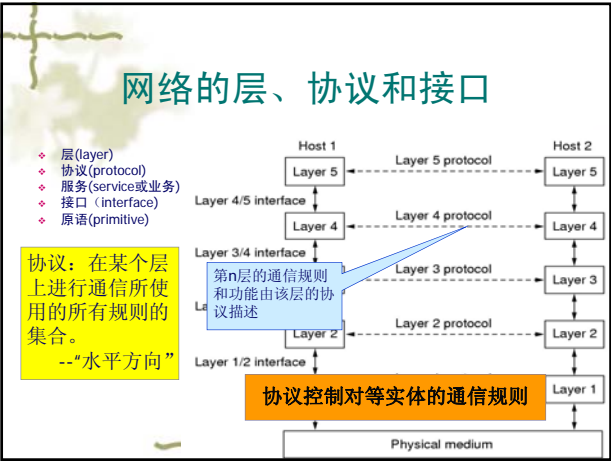 网络的层、协议和接口
层(layer)
协议(protocol)
服务(service或业务)
接口（interface)
原语(primitive)
协议：在某个层
上进行通信所使
用的所有规则的
集合。
--“水平方向”
Host 1
Host 2
Layer 5
Layer 5 protocol
Layer 5
Layer 4/5 interface
Layer 4
Layer 4 protocol
Layer 4
Layer 3/4 interface
第n层的通信规则
和功能由该层的协
议描述
Layer 3 protocol
Layer 3
La
Layer 2
Layer 2 protocol
Layer 2
Layer 1/2 interface
协议控制对等实体的通信规则
Layer 1
Physical medium